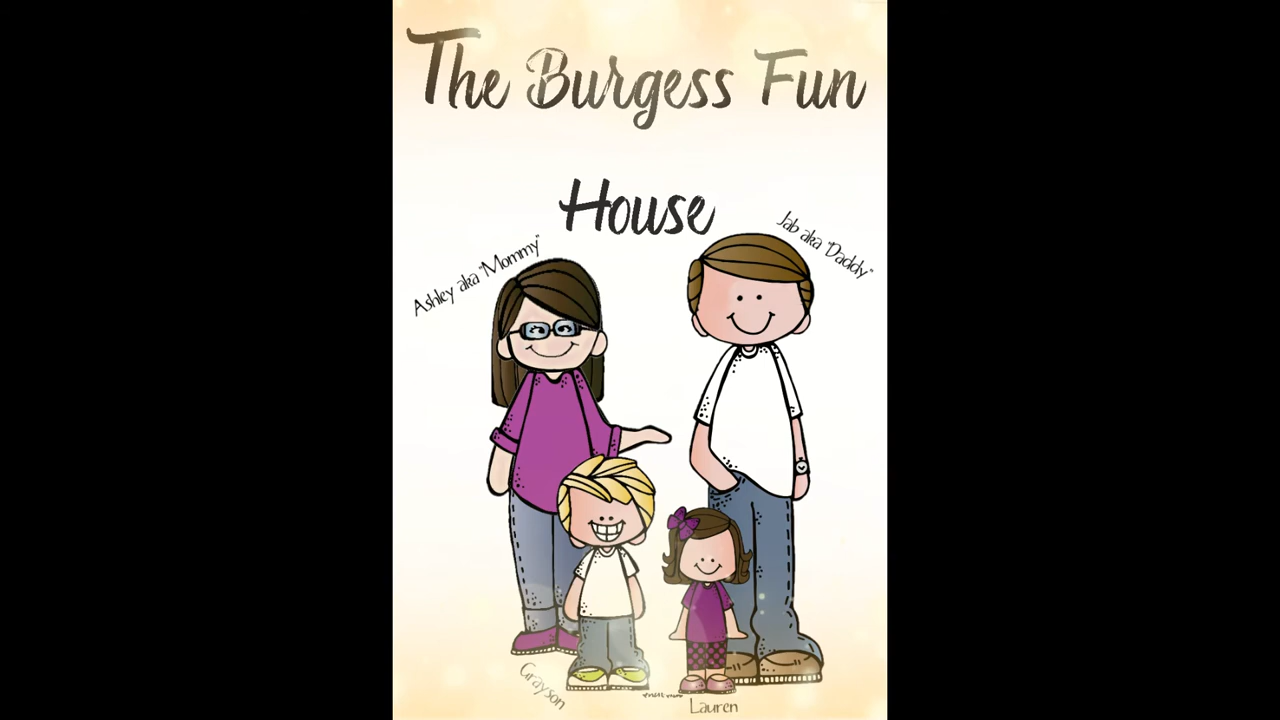 The Burgess Fun
House
Ashley aka "Mommy"
Jab aka "Daddy"
Grayson
Lauren